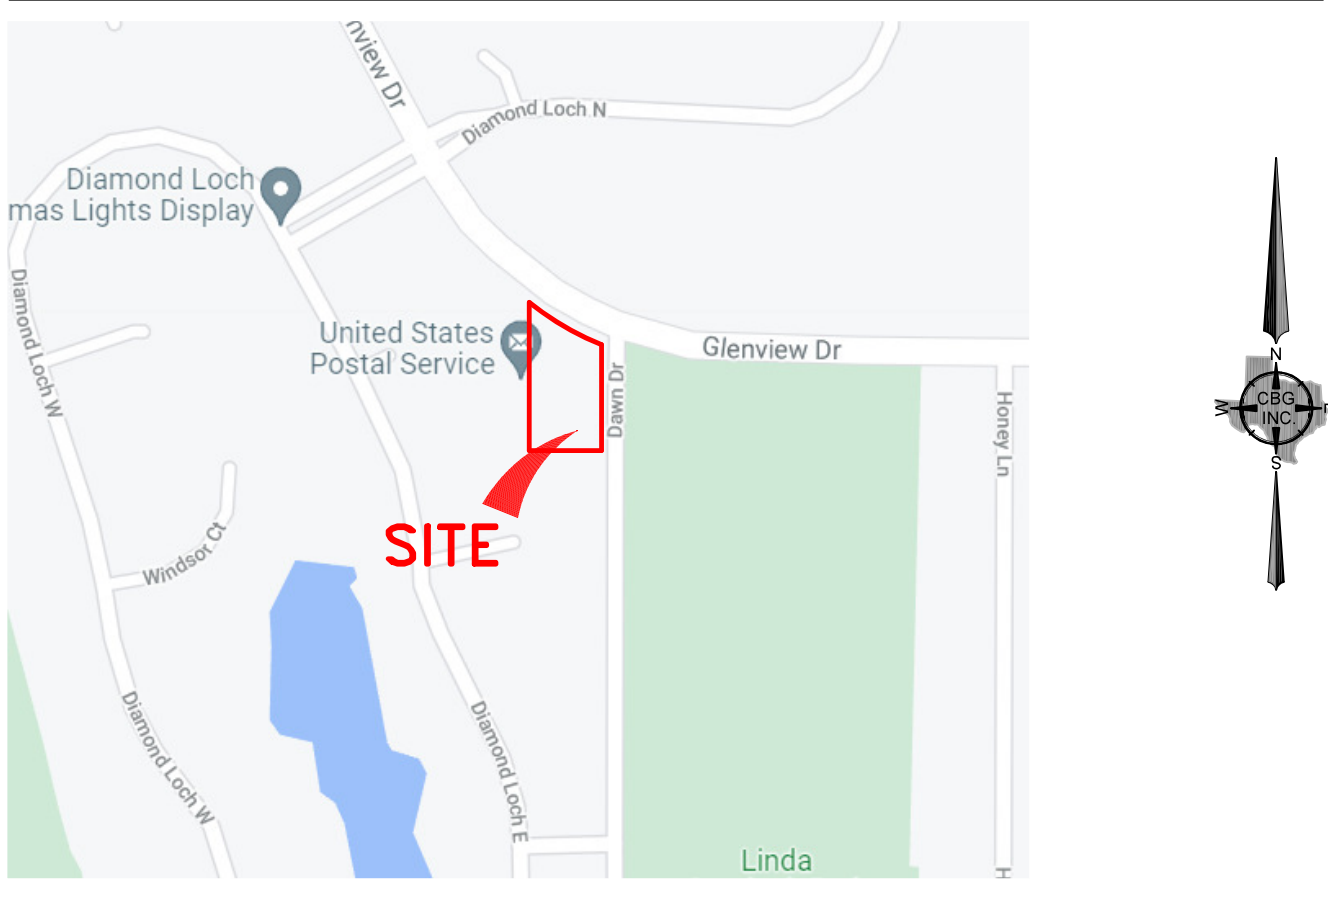 nview Dr
Diamond Loch N
Diamond Loch
mas Lights Display
Diamond Loch W
United States
Postal Service
Glenview Dr
Dawn Dr
Honey Ln
SITE
Windsor Ct
Diamond Loch W
Diamond Loch E
Linda
H
N
W
CBG
INC.
S